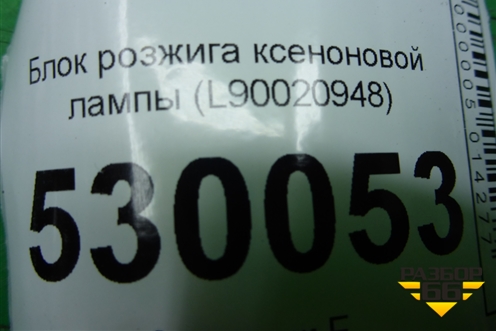 Блок розжига ксеноновой
лампы (L90020948)
530053
РАЗБОР
66